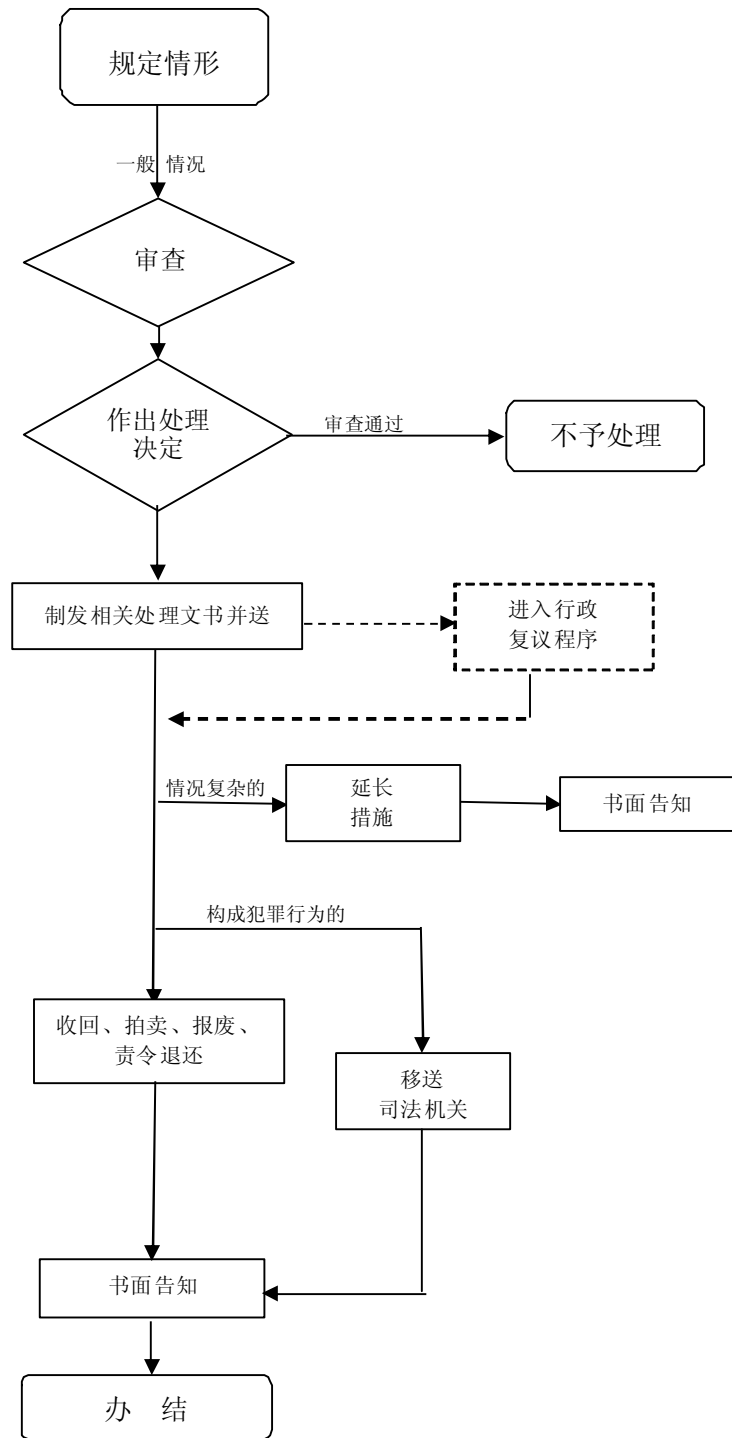 规定情形
一般 情况
审查
作出处理
决定
审查通过
不予处理
制发相关处理文书并送
进入行政
复议程序
情况复杂的
延长
措施
书面告知
构成犯罪行为的
收回、拍卖、报废、
责令退还
移送
司法机关
书面告知
办 结